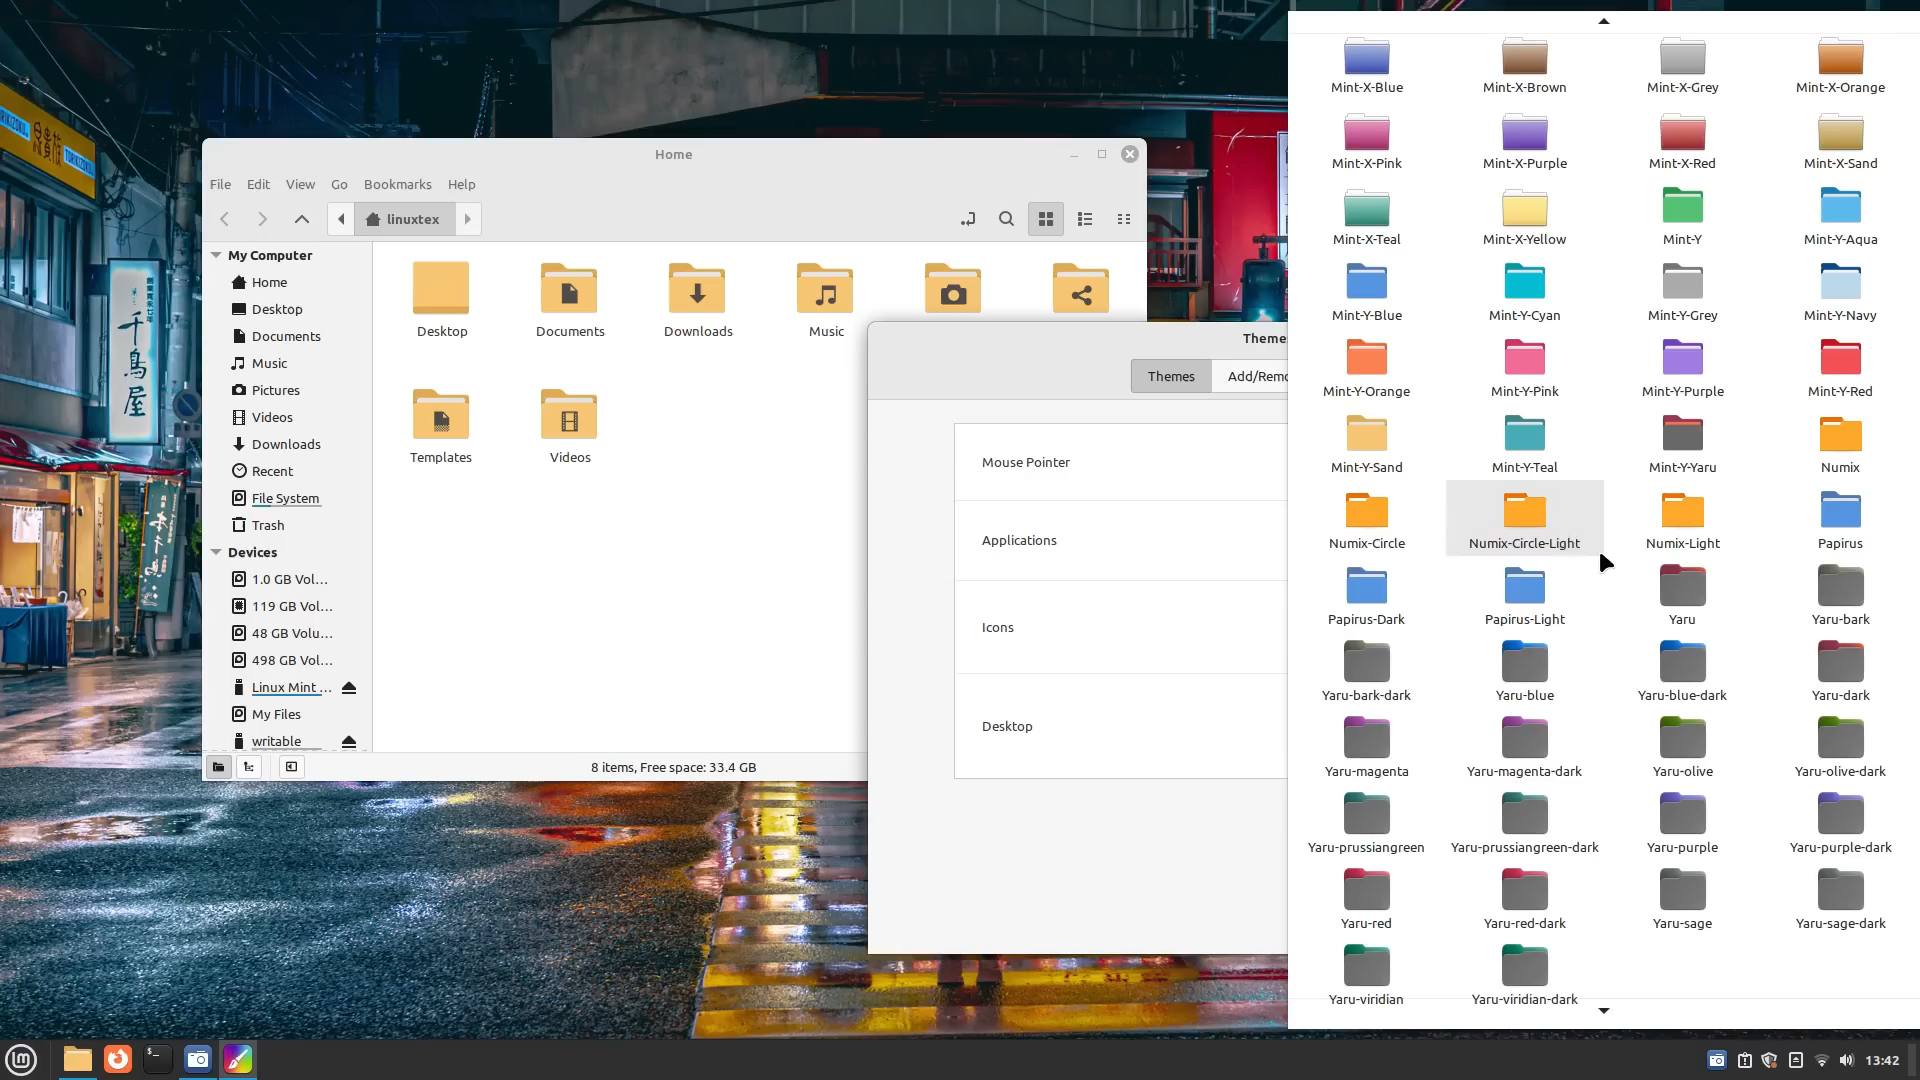 Home
File Edit View Go Bookmarks Help
linuxtex
My Computer
Home
Desktop
Documents
Music
Pictures
Videos
Downloads
Recent
File System
Trash
Devices
1.0 GB Vol...
119 GB Vol...
48 GB Volu...
498 GB Vol...
Linux Mint ...
My Files
writable
Desktop Documents Downloads Music
Templates Videos
8 items, Free space: 33.4 GB
Theme
Themes Add/Remo
Mouse Pointer
Applications
Icons
Desktop
Mint-X-Blue Mint-X-Brown Mint-X-Grey Mint-X-Orange
Mint-X-Pink Mint-X-Purple Mint-X-Red Mint-X-Sand
Mint-X-Teal Mint-X-Yellow Mint-Y Mint-Y-Aqua
Mint-Y-Blue Mint-Y-Cyan Mint-Y-Grey Mint-Y-Navy
Mint-Y-Orange Mint-Y-Pink Mint-Y-Purple Mint-Y-Red
Mint-Y-Sand Mint-Y-Teal Mint-Y-Yaru Numix
Numix-Circle Numix-Circle-Light Numix-Light Papirus
Papirus-Dark Papirus-Light Yaru Yaru-bark
Yaru-bark-dark Yaru-blue Yaru-blue-dark Yaru-dark
Yaru-magenta Yaru-magenta-dark Yaru-olive Yaru-olive-dark
Yaru-prussiangreen Yaru-prussiangreen-dark Yaru-purple Yaru-purple-dark
Yaru-red Yaru-red-dark Yaru-sage Yaru-sage-dark
Yaru-viridian Yaru-viridian-dark
千鳥屋
13:42